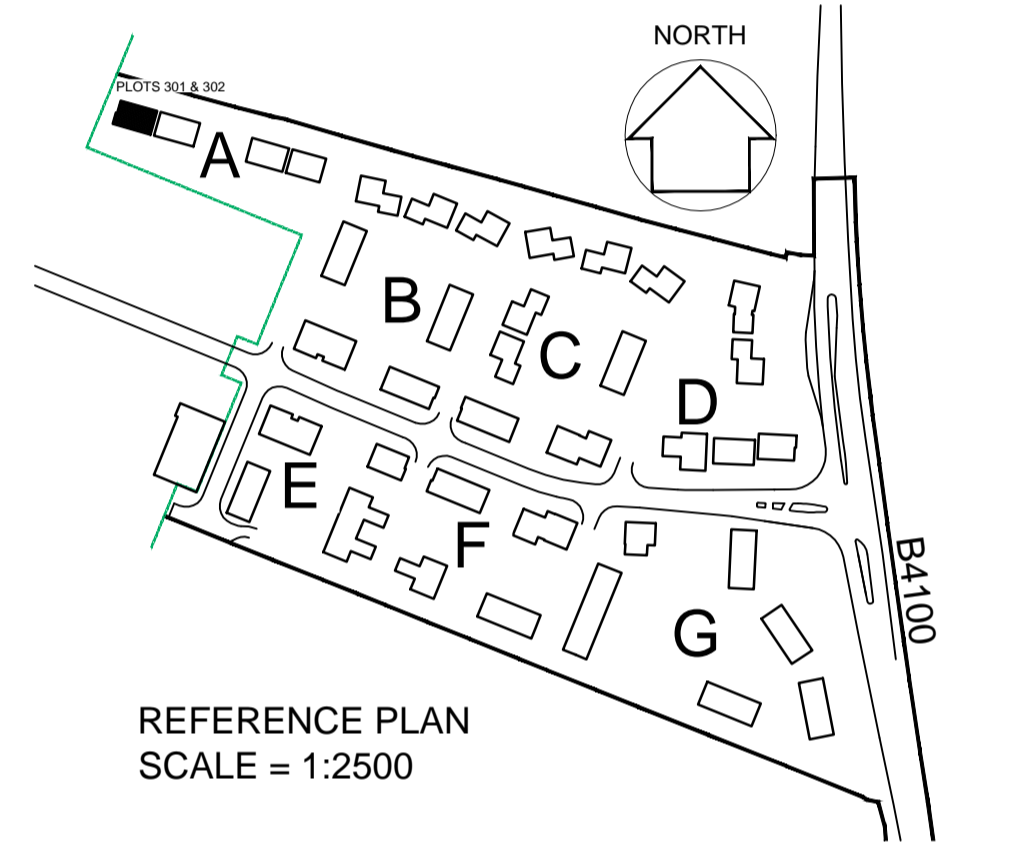 NORTH
PLOTS 301 & 302
A
B
C
D
E
F
B4100
G
REFERENCE PLAN
SCALE = 1:2500